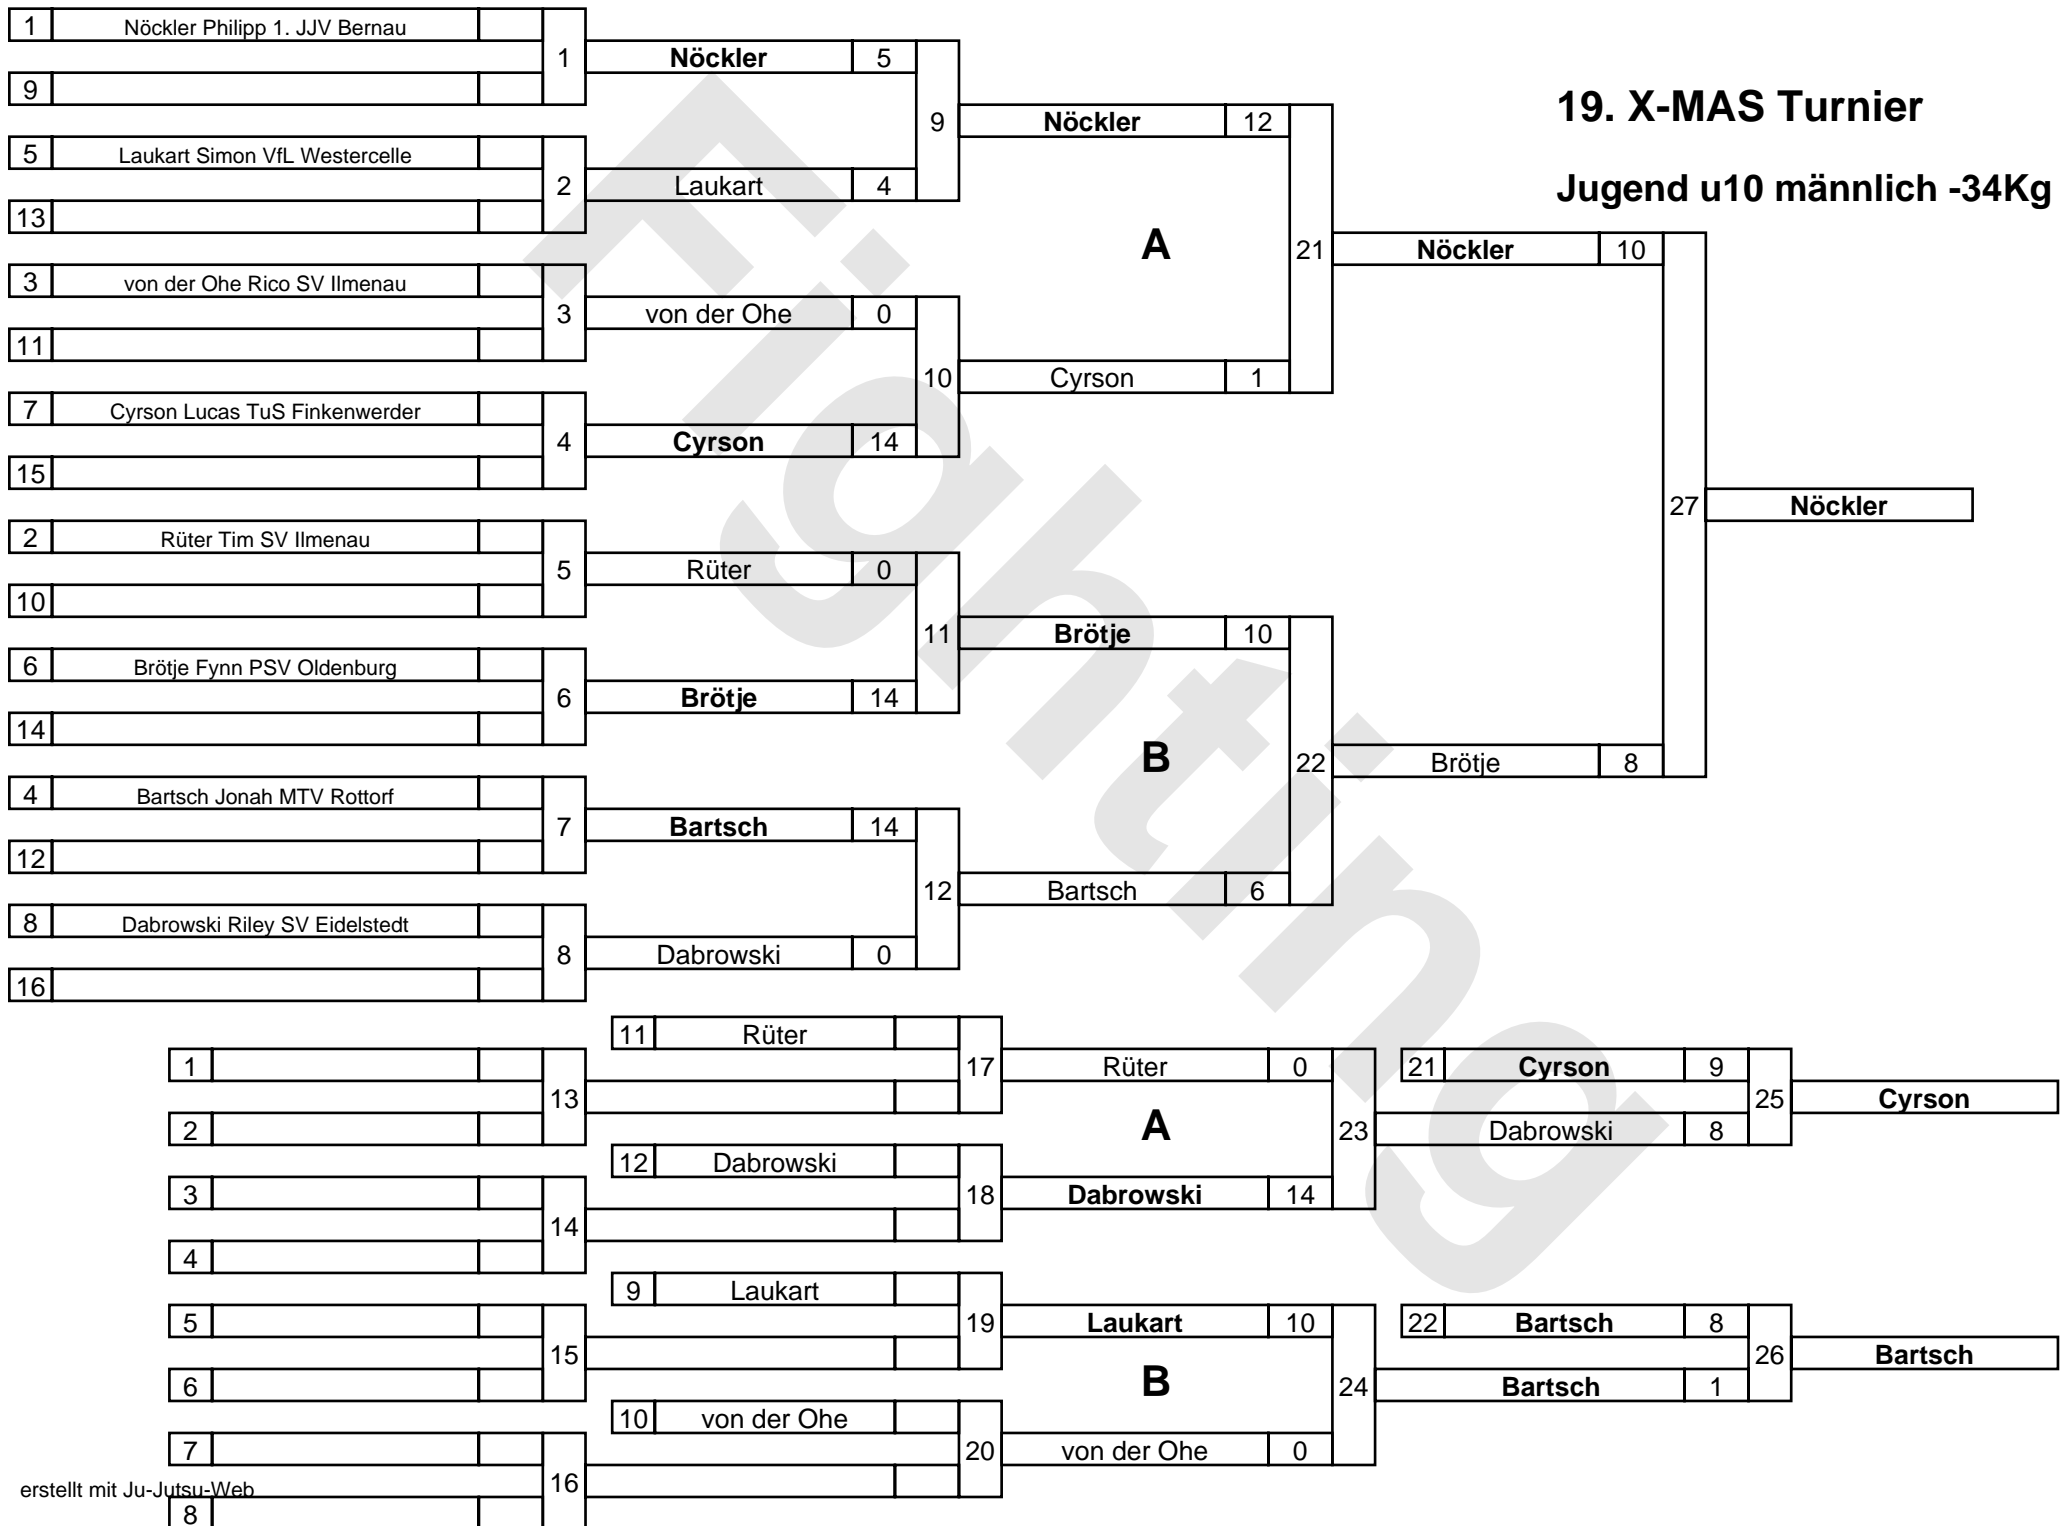 19. X-MAS Turnier
Jugend u10 männlich -34Kg
1 Nöckler Philipp 1. JJV Bernau
1 Nöckler 5
9
9 Nöckler 12
5 Laukart Simon VfL Westercelle
2 Laukart 4
13
A
21 Nöckler 10
3 von der Ohe Rico SV Ilmenau
3 von der Ohe 0
11
10 Cyrson 1
7 Cyrson Lucas TuS Finkenwerder
4 Cyrson 14
15
27 Nöckler
2 Rüter Tim SV Ilmenau
5 Rüter 0
10
11 Brötje 10
6 Brötje Fynn PSV Oldenburg
6 Brötje 14
14
B
22 Brötje 8
4 Bartsch Jonah MTV Rottorf
7 Bartsch 14
12
12 Bartsch 6
8 Dabrowski Riley SV Eidelstedt
8 Dabrowski 0
16
11 Rüter
1
17 Rüter 0
21 Cyrson 9
13
25 Cyrson
2
A
23 Dabrowski 8
12 Dabrowski
3
18 Dabrowski 14
14
4
9 Laukart
5
19 Laukart 10
22 Bartsch 8
15
26 Bartsch
6
B
24 Bartsch 1
10 von der Ohe
7
20 von der Ohe 0
16
erstellt mit Ju-Jutsu-Web
8
Fighting